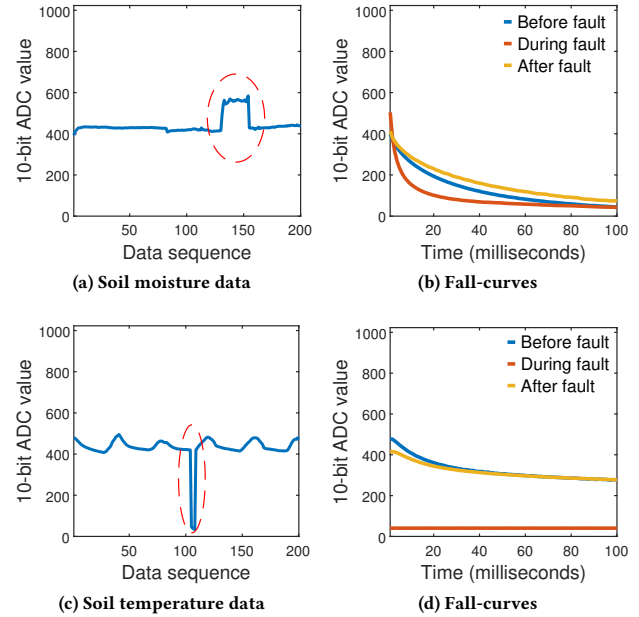 10-bit ADC value
1000
800
600
400
200
0
50 100 150 200
Data sequence
(a) Soil moisture data
10-bit ADC value
1000
800
600
400
200
0
Before fault
During fault
After fault
20 40 60 80 100
Time (milliseconds)
(b) Fall-curves
10-bit ADC value
1000
800
600
400
200
0
50 100 150 200
Data sequence
(c) Soil temperature data
10-bit ADC value
1000
800
600
400
200
0
Before fault
During fault
After fault
20 40 60 80 100
Time (milliseconds)
(d) Fall-curves